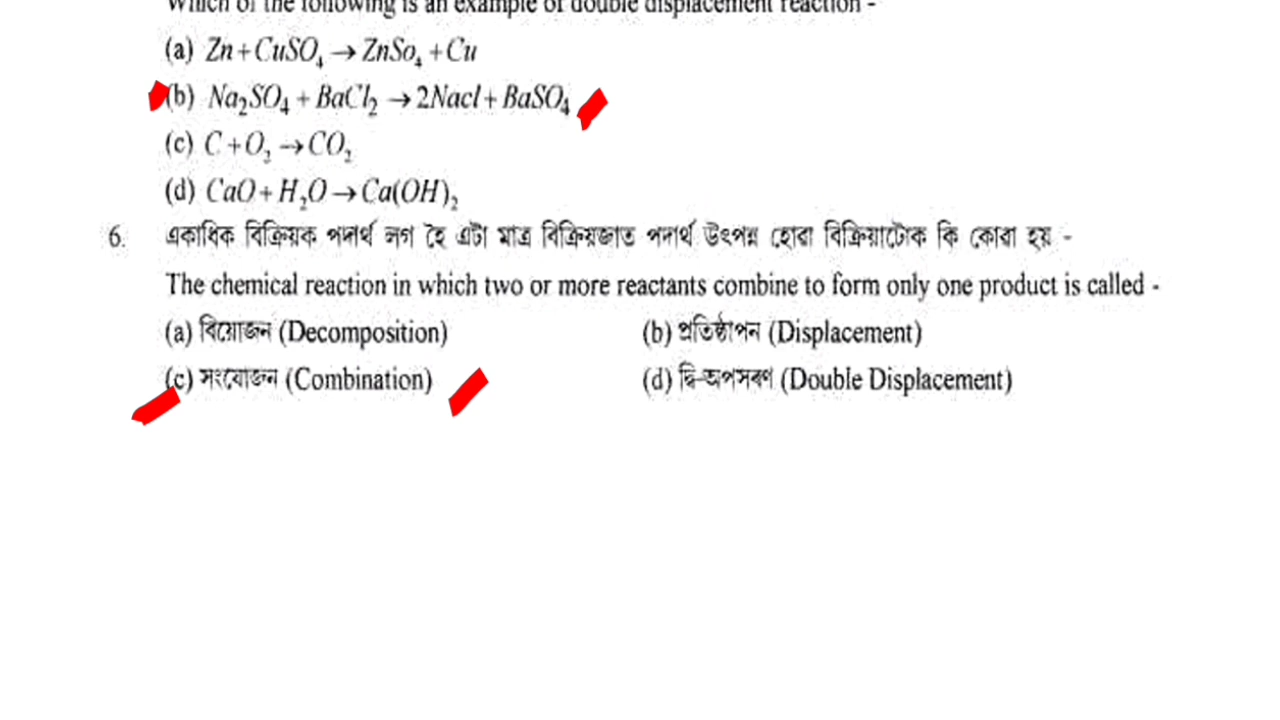 Which of the following is an example of double displacement reaction -
(a) Zn+CuSO₄→ZnSo₄+Cu
(b) Na₂SO₄+BaCl₂→2Nacl+BaSO₄
(c) C+O₂→CO₂
(d) CaO+H₂O→Ca(OH)₂
6. একাধিক বিক্ৰিয়ক পদাৰ্থ লগ হৈ এটা মাত্ৰ বিক্ৰিয়াজাত পদাৰ্থ উৎপন্ন হোৱা বিক্ৰিয়াটোক কি কোৱা হয় -
The chemical reaction in which two or more reactants combine to form only one product is called -
(a) বিয়োজন (Decomposition) (b) প্ৰতিষ্ঠাপন (Displacement)
(c) সংযোজন (Combination) (d) দ্বি-অপসৰণ (Double Displacement)